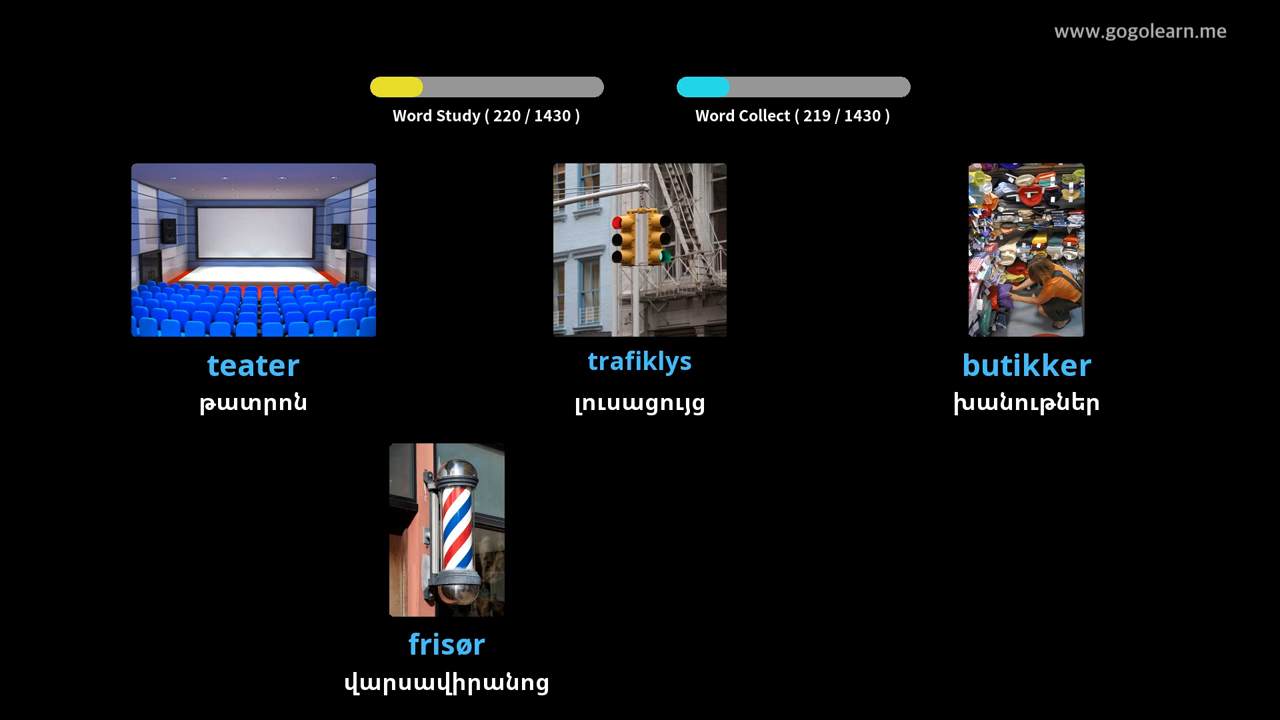 www.gogolearn.me
Word Study ( 220 / 1430 )
Word Collect ( 219 / 1430 )
teater
թատրոն
trafiklys
լուսացույց
butikker
խանութներ
frisør
վարսավիրանոց